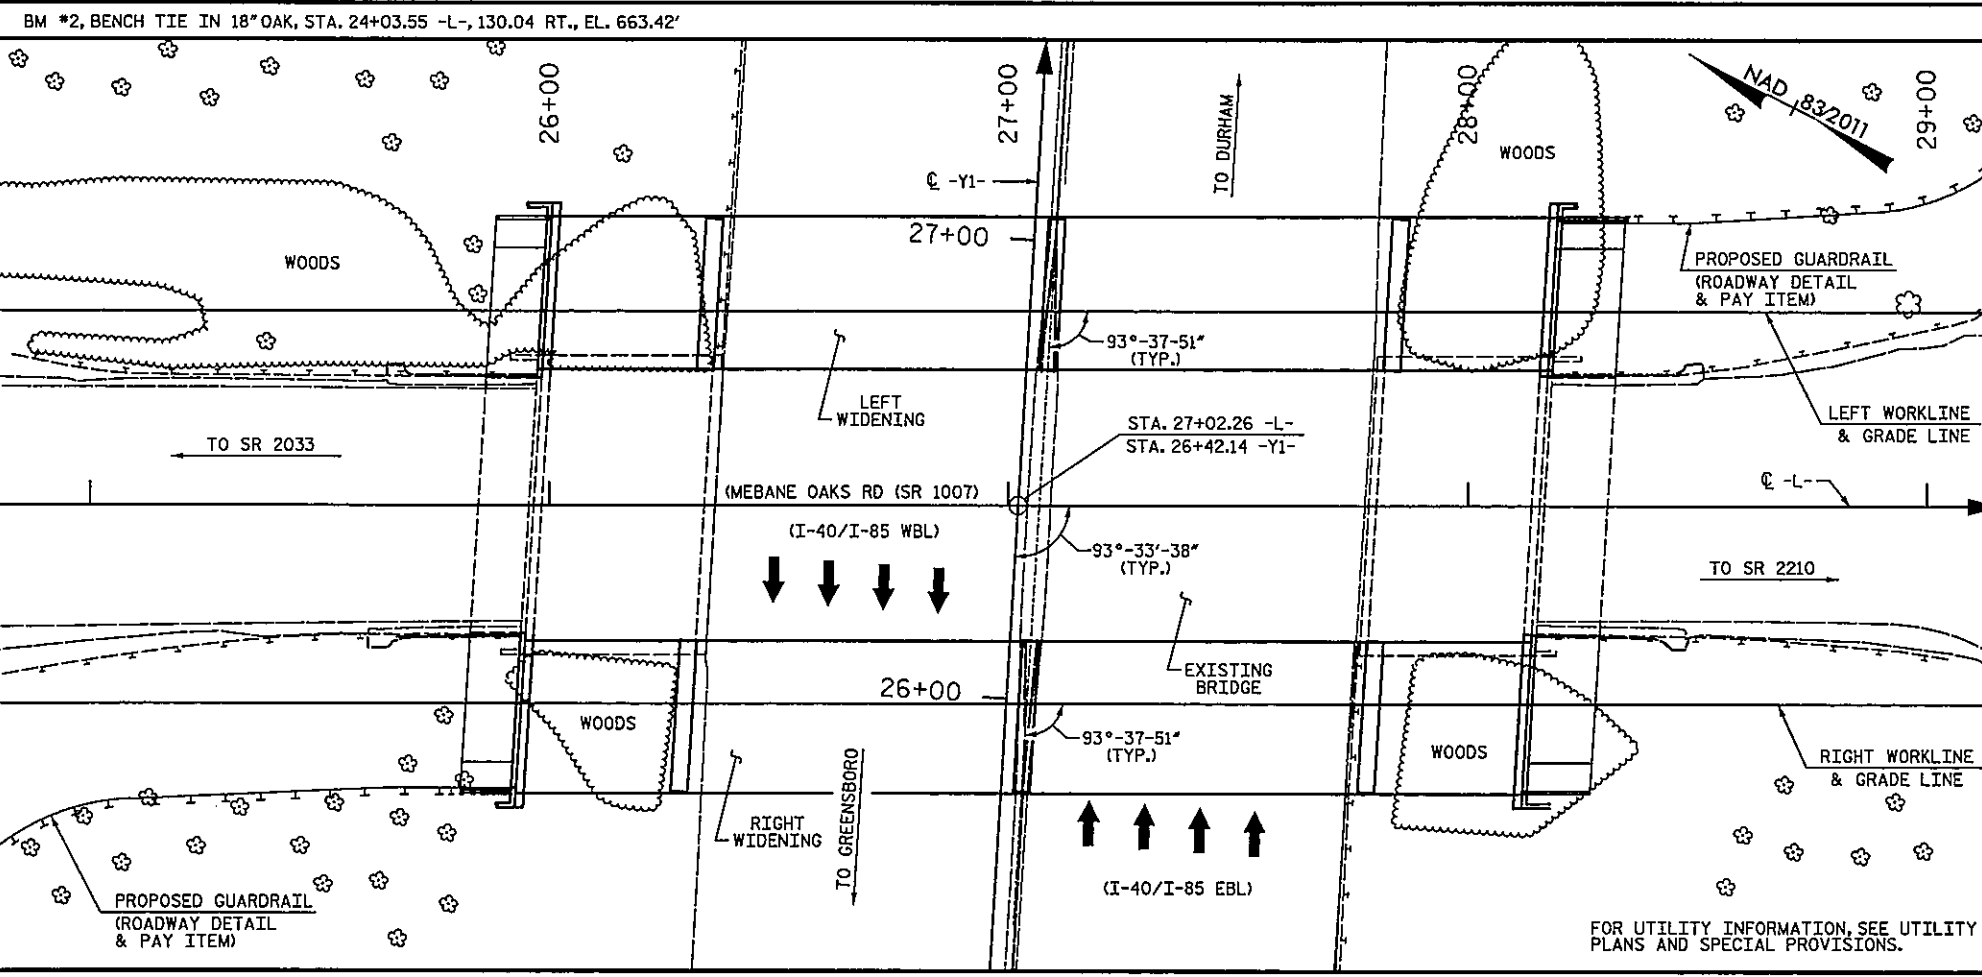 BM #2, BENCH TIE IN 18" OAK, STA. 24+03.55 -L-, 130.04 RT., EL. 663.42'
26+00
27+00
28+00
29+00
NAD 83/2011
TO DURHAM
WOODS
℄ -Y1-
27+00
WOODS
PROPOSED GUARDRAIL
(ROADWAY DETAIL
& PAY ITEM)
93°-37-51"
(TYP.)
LEFT
WIDENING
LEFT WORKLINE
& GRADE LINE
TO SR 2033
STA. 27+02.26 -L-
STA. 26+42.14 -Y1-
(MEBANE OAKS RD (SR 1007)
℄ -L-
(I-40/I-85 WBL)
93°-33'-38"
(TYP.)
TO SR 2210
EXISTING
BRIDGE
26+00
WOODS
93°-37-51"
(TYP.)
WOODS
RIGHT WORKLINE
& GRADE LINE
RIGHT
WIDENING
TO GREENSBORO
(I-40/I-85 EBL)
PROPOSED GUARDRAIL
(ROADWAY DETAIL
& PAY ITEM)
FOR UTILITY INFORMATION, SEE UTILITY
PLANS AND SPECIAL PROVISIONS.